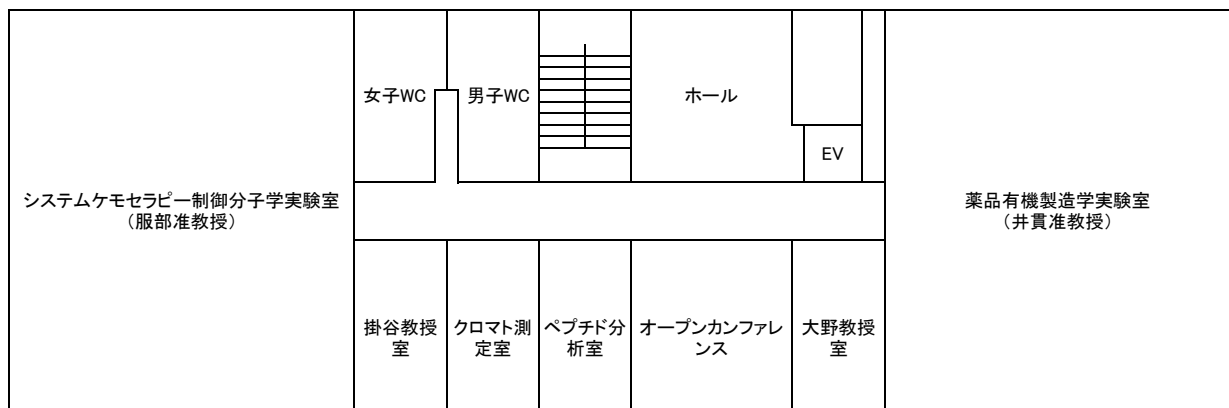 女子WC
男子WC
ホール
EV
システムケモセラピー制御分子学実験室
（服部准教授）
薬品有機製造学実験室
（井貫准教授）
掛谷教授
室
クロマト測
定室
ペプチド分
析室
オープンカンファレ
ンス
大野教授
室